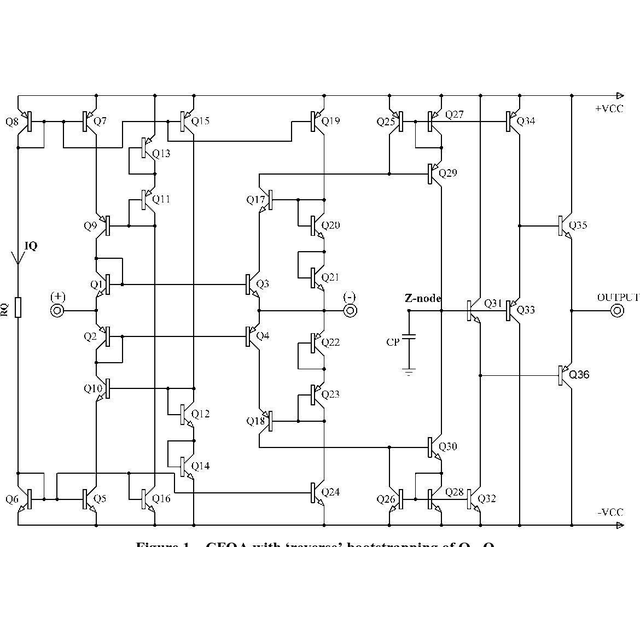 +VCC
Q8
Q7
Q15
Q19
Q25
Q27
Q34
Q13
Q29
Q11
Q17
Q9
Q20
Q35
IQ
Q21
Q1
Q3
(+)
(-)
Z-node
OUTPUT
RQ
Q31
Q33
Q2
Q4
Q22
CP
Q36
Q10
Q23
Q12
Q18
Q30
Q14
Q6
Q5
Q16
Q24
Q26
Q28
Q32
-VCC
Figure 1 CFOA with 'reverse' bootstrapping of Q Q